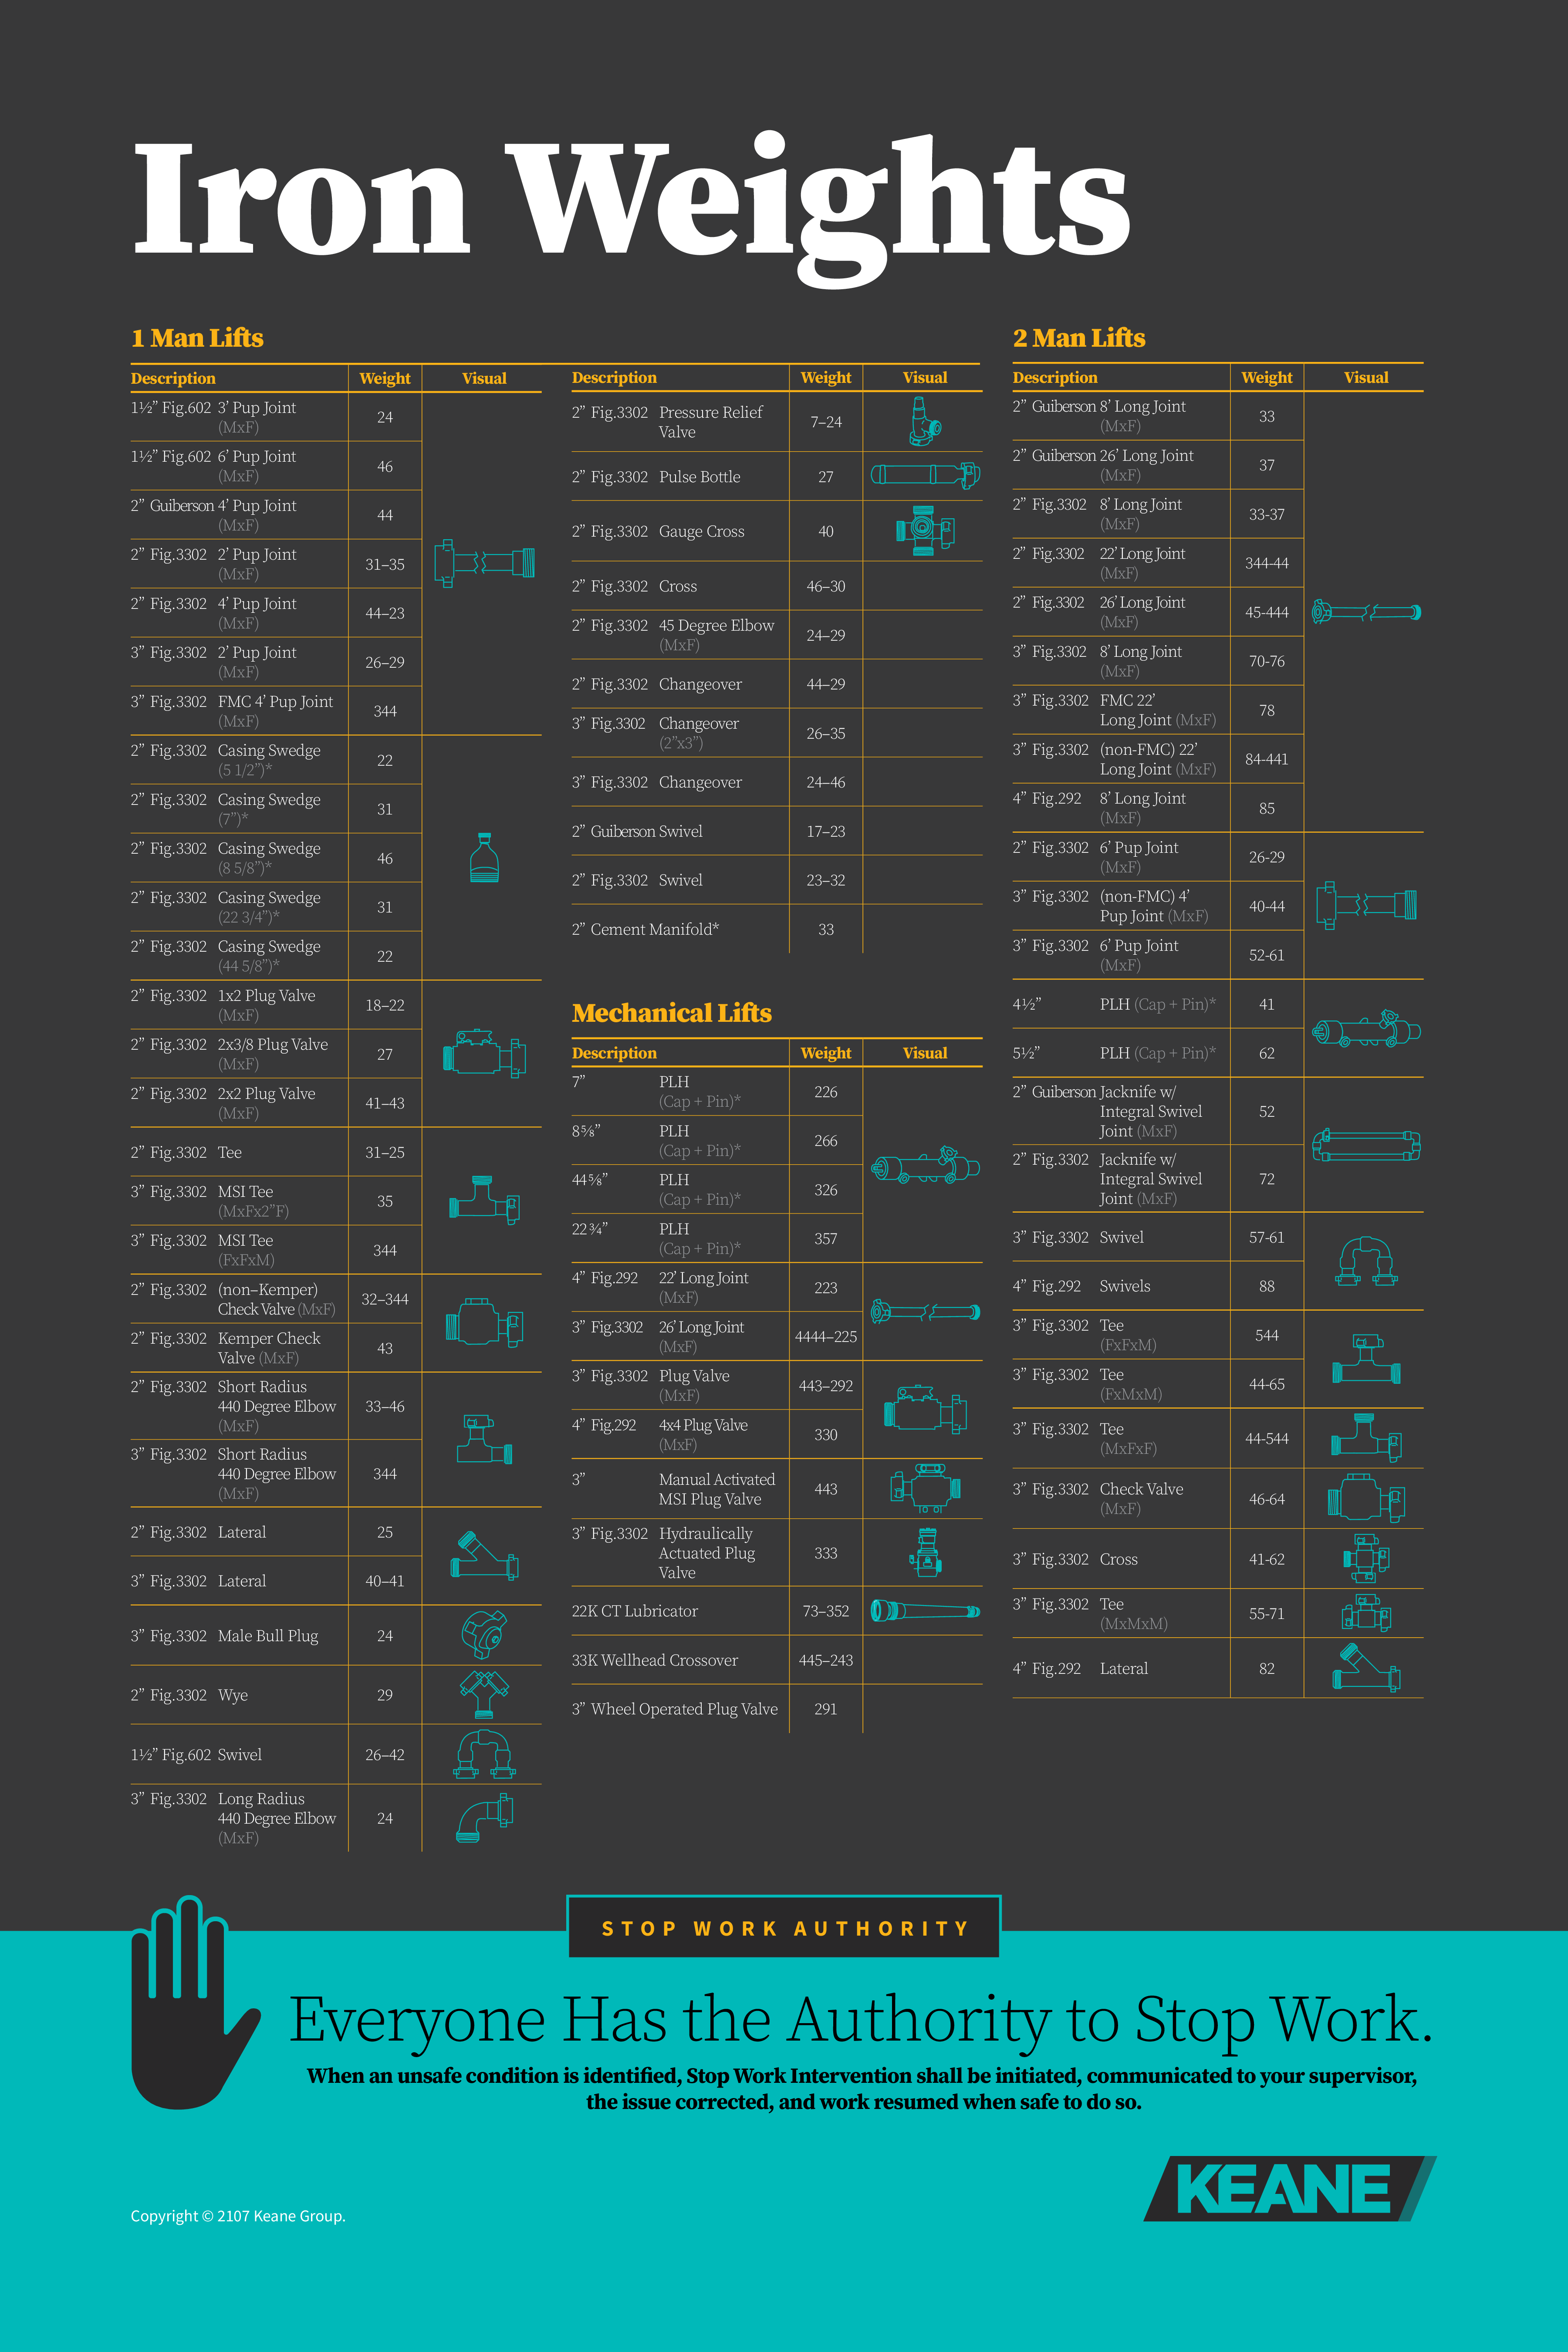 Iron Weights
1 Man Lifts
Description Weight Visual
1½” Fig.602 3’ Pup Joint
(MxF)
24
1½” Fig.602 6’ Pup Joint
(MxF)
46
2” Guiberson 4’ Pup Joint
(MxF)
44
2” Fig.3302 2’ Pup Joint
(MxF)
31–35
2” Fig.3302 4’ Pup Joint
(MxF)
44–23
3” Fig.3302 2’ Pup Joint
(MxF)
26–29
3” Fig.3302 FMC 4’ Pup Joint
(MxF)
344
2” Fig.3302 Casing Swedge
(5 1/2”)*
22
2” Fig.3302 Casing Swedge
(7”)*
31
2” Fig.3302 Casing Swedge
(8 5/8”)*
46
2” Fig.3302 Casing Swedge
(22 3/4”)*
31
2” Fig.3302 Casing Swedge
(44 5/8”)*
22
2” Fig.3302 1x2 Plug Valve
(MxF)
18–22
2” Fig.3302 2x3/8 Plug Valve
(MxF)
27
2” Fig.3302 2x2 Plug Valve
(MxF)
41–43
2” Fig.3302 Tee 31–25
3” Fig.3302 MSI Tee
(MxFx2”F)
35
3” Fig.3302 MSI Tee
(FxFxM)
344
2” Fig.3302 (non–Kemper)
Check Valve (MxF)
32–344
2” Fig.3302 Kemper Check
Valve (MxF)
43
2” Fig.3302 Short Radius
440 Degree Elbow
(MxF)
33–46
3” Fig.3302 Short Radius
440 Degree Elbow
(MxF)
344
2” Fig.3302 Lateral 25
3” Fig.3302 Lateral 40–41
3” Fig.3302 Male Bull Plug 24
2” Fig.3302 Wye 29
1½” Fig.602 Swivel 26–42
3” Fig.3302 Long Radius
440 Degree Elbow
(MxF)
24
Description Weight Visual
2” Fig.3302 Pressure Relief
Valve
7–24
2” Fig.3302 Pulse Bottle 27
2” Fig.3302 Gauge Cross 40
2” Fig.3302 Cross 46–30
2” Fig.3302 45 Degree Elbow
(MxF)
24–29
2” Fig.3302 Changeover 44–29
3” Fig.3302 Changeover
(2”x3”)
26–35
3” Fig.3302 Changeover 24–46
2” Guiberson Swivel 17–23
2” Fig.3302 Swivel 23–32
2” Cement Manifold* 33
Mechanical Lifts
Description Weight Visual
7” PLH
(Cap + Pin)*
226
8⅝” PLH
(Cap + Pin)*
266
44⅝” PLH
(Cap + Pin)*
326
22¾” PLH
(Cap + Pin)*
357
4” Fig.292 22’ Long Joint
(MxF)
223
3” Fig.3302 26’ Long Joint
(MxF)
4444–225
3” Fig.3302 Plug Valve
(MxF)
443–292
4” Fig.292 4x4 Plug Valve
(MxF)
330
3” Manual Activated
MSI Plug Valve
443
3” Fig.3302 Hydraulically
Actuated Plug
Valve
333
22K CT Lubricator 73–352
33K Wellhead Crossover 445–243
3” Wheel Operated Plug Valve 291
2 Man Lifts
Description Weight Visual
2” Guiberson 8’ Long Joint
(MxF)
33
2” Guiberson 26’ Long Joint
(MxF)
37
2” Fig.3302 8’ Long Joint
(MxF)
33-37
2” Fig.3302 22’ Long Joint
(MxF)
344-44
2” Fig.3302 26’ Long Joint
(MxF)
45-444
3” Fig.3302 8’ Long Joint
(MxF)
70-76
3” Fig.3302 FMC 22’
Long Joint (MxF)
78
3” Fig.3302 (non-FMC) 22’
Long Joint (MxF)
84-441
4” Fig.292 8’ Long Joint
(MxF)
85
2” Fig.3302 6’ Pup Joint
(MxF)
26-29
3” Fig.3302 (non-FMC) 4’
Pup Joint (MxF)
40-44
3” Fig.3302 6’ Pup Joint
(MxF)
52-61
4½” PLH (Cap + Pin)* 41
5½” PLH (Cap + Pin)* 62
2” Guiberson Jacknife w/
Integral Swivel
Joint (MxF)
52
2” Fig.3302 Jacknife w/
Integral Swivel
Joint (MxF)
72
3” Fig.3302 Swivel 57-61
4” Fig.292 Swivels 88
3” Fig.3302 Tee
(FxFxM)
544
3” Fig.3302 Tee
(FxMxM)
44-65
3” Fig.3302 Tee
(MxFxF)
44-544
3” Fig.3302 Check Valve
(MxF)
46-64
3” Fig.3302 Cross 41-62
3” Fig.3302 Tee
(MxMxM)
55-71
4” Fig.292 Lateral 82
STOP WORK AUTHORITY
Everyone Has the Authority to Stop Work.
When an unsafe condition is identified, Stop Work Intervention shall be initiated, communicated to your supervisor,
the issue corrected, and work resumed when safe to do so.
KEANE
Copyright © 2107 Keane Group.